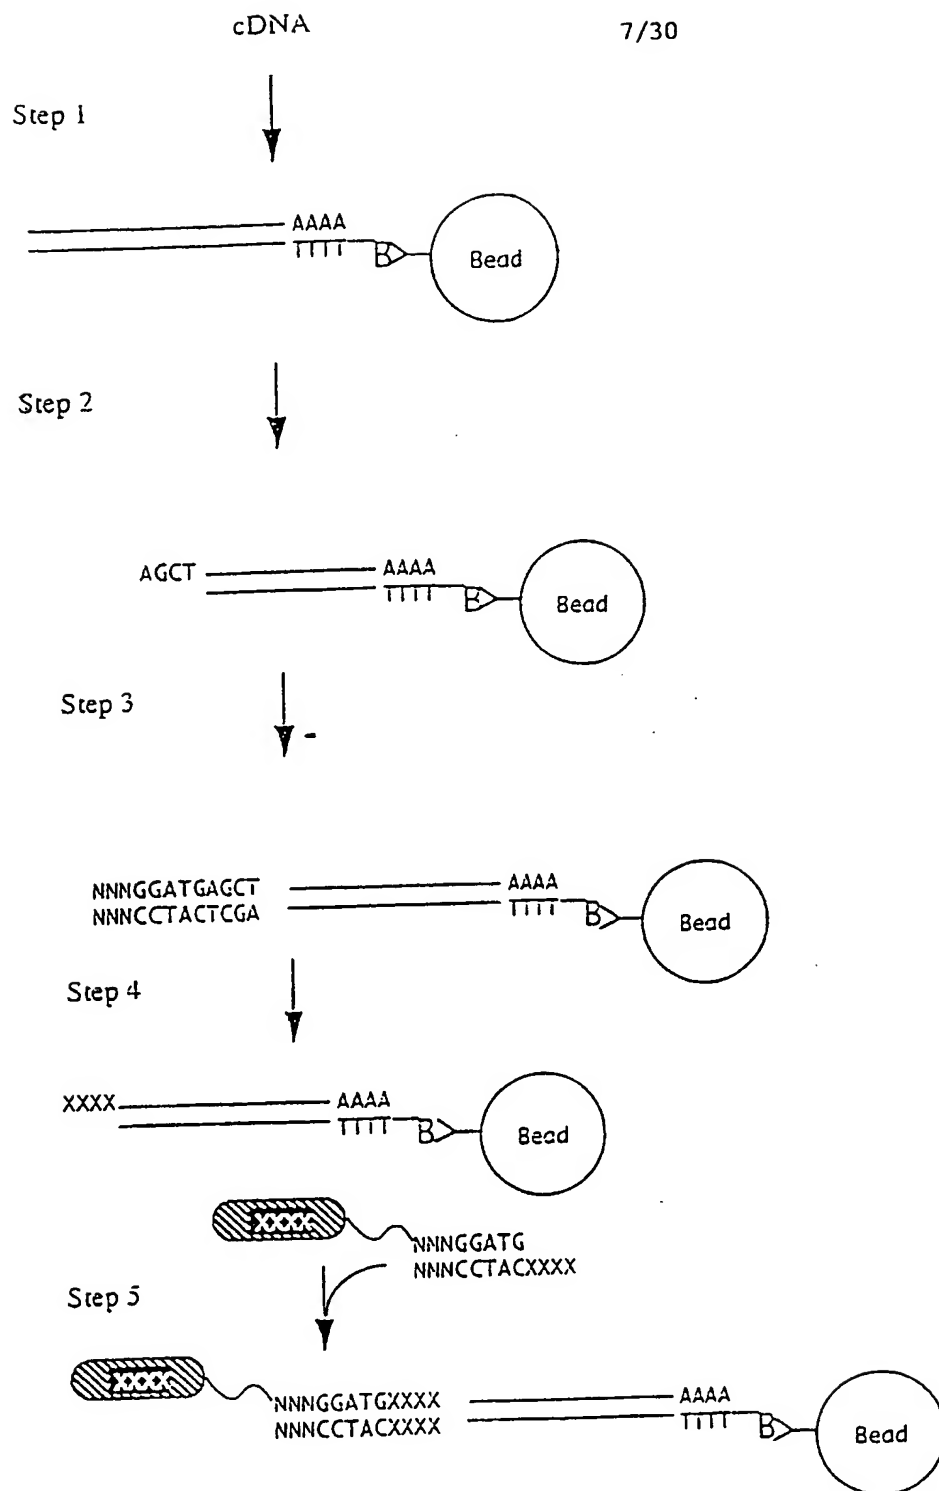 cDNA
7/30
Step 1
AAAA
TTTT
B
Bead
Step 2
AGCT
AAAA
TTTT
B
Bead
Step 3
NNNGGATGAGCT
NNNCCTACTCGA
AAAA
TTTT
B
Bead
Step 4
XXXX
AAAA
TTTT
B
Bead
XXXX
NNNGGATG
NNNCCTACXXXX
Step 5
XXXX
NNNGGATGXXXX
NNNCCTACXXXX
AAAA
TTTT
B
Bead